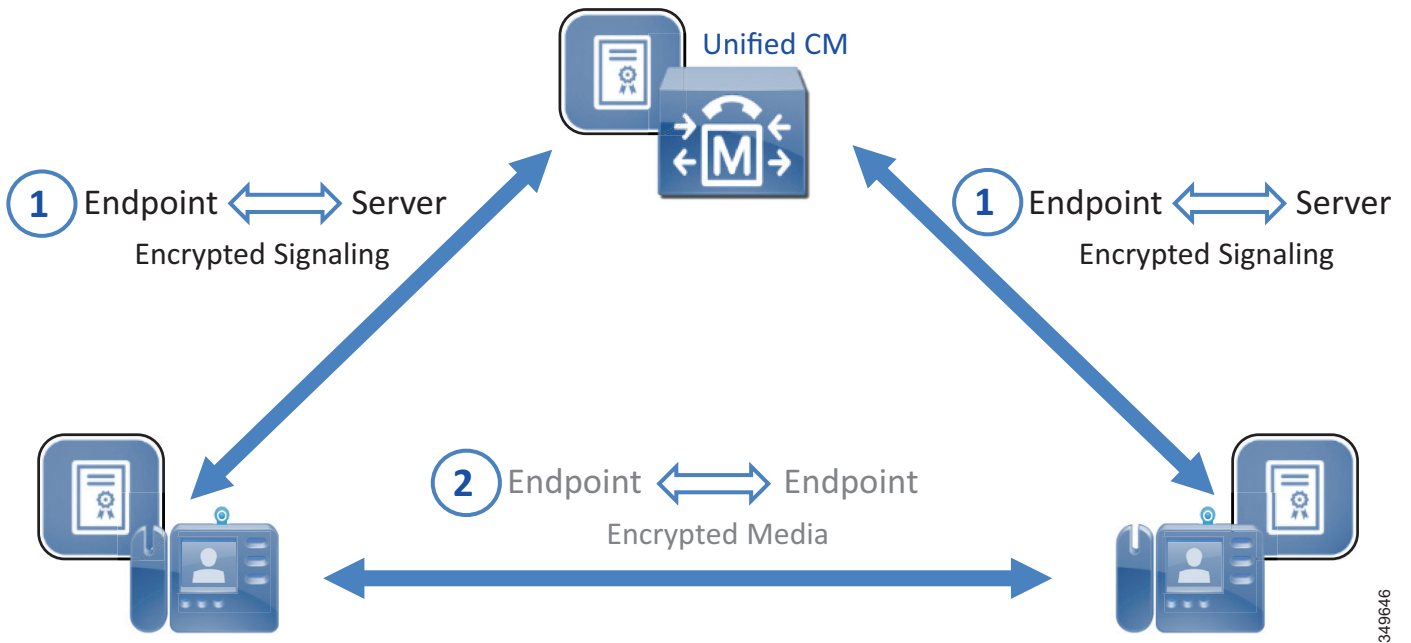 Unified CM
M
1 Endpoint Server
Encrypted Signaling
1 Endpoint Server
Encrypted Signaling
2 Endpoint Endpoint
Encrypted Media
349646